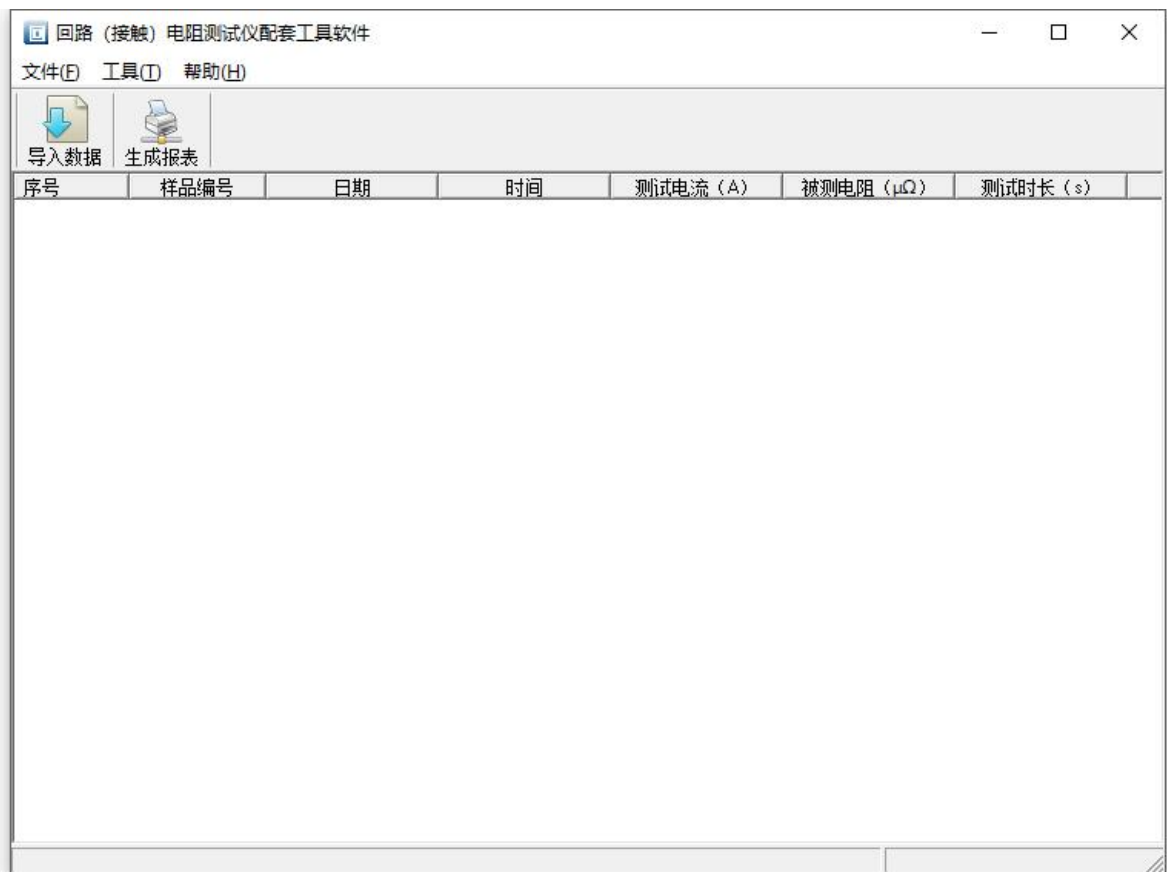 回路（接触）电阻测试仪配套工具软件
文件(F) 工具(T) 帮助(H)
导入数据 生成报表
序号 样品编号 日期 时间 测试电流（A） 被测电阻（μΩ） 测试时长（s）